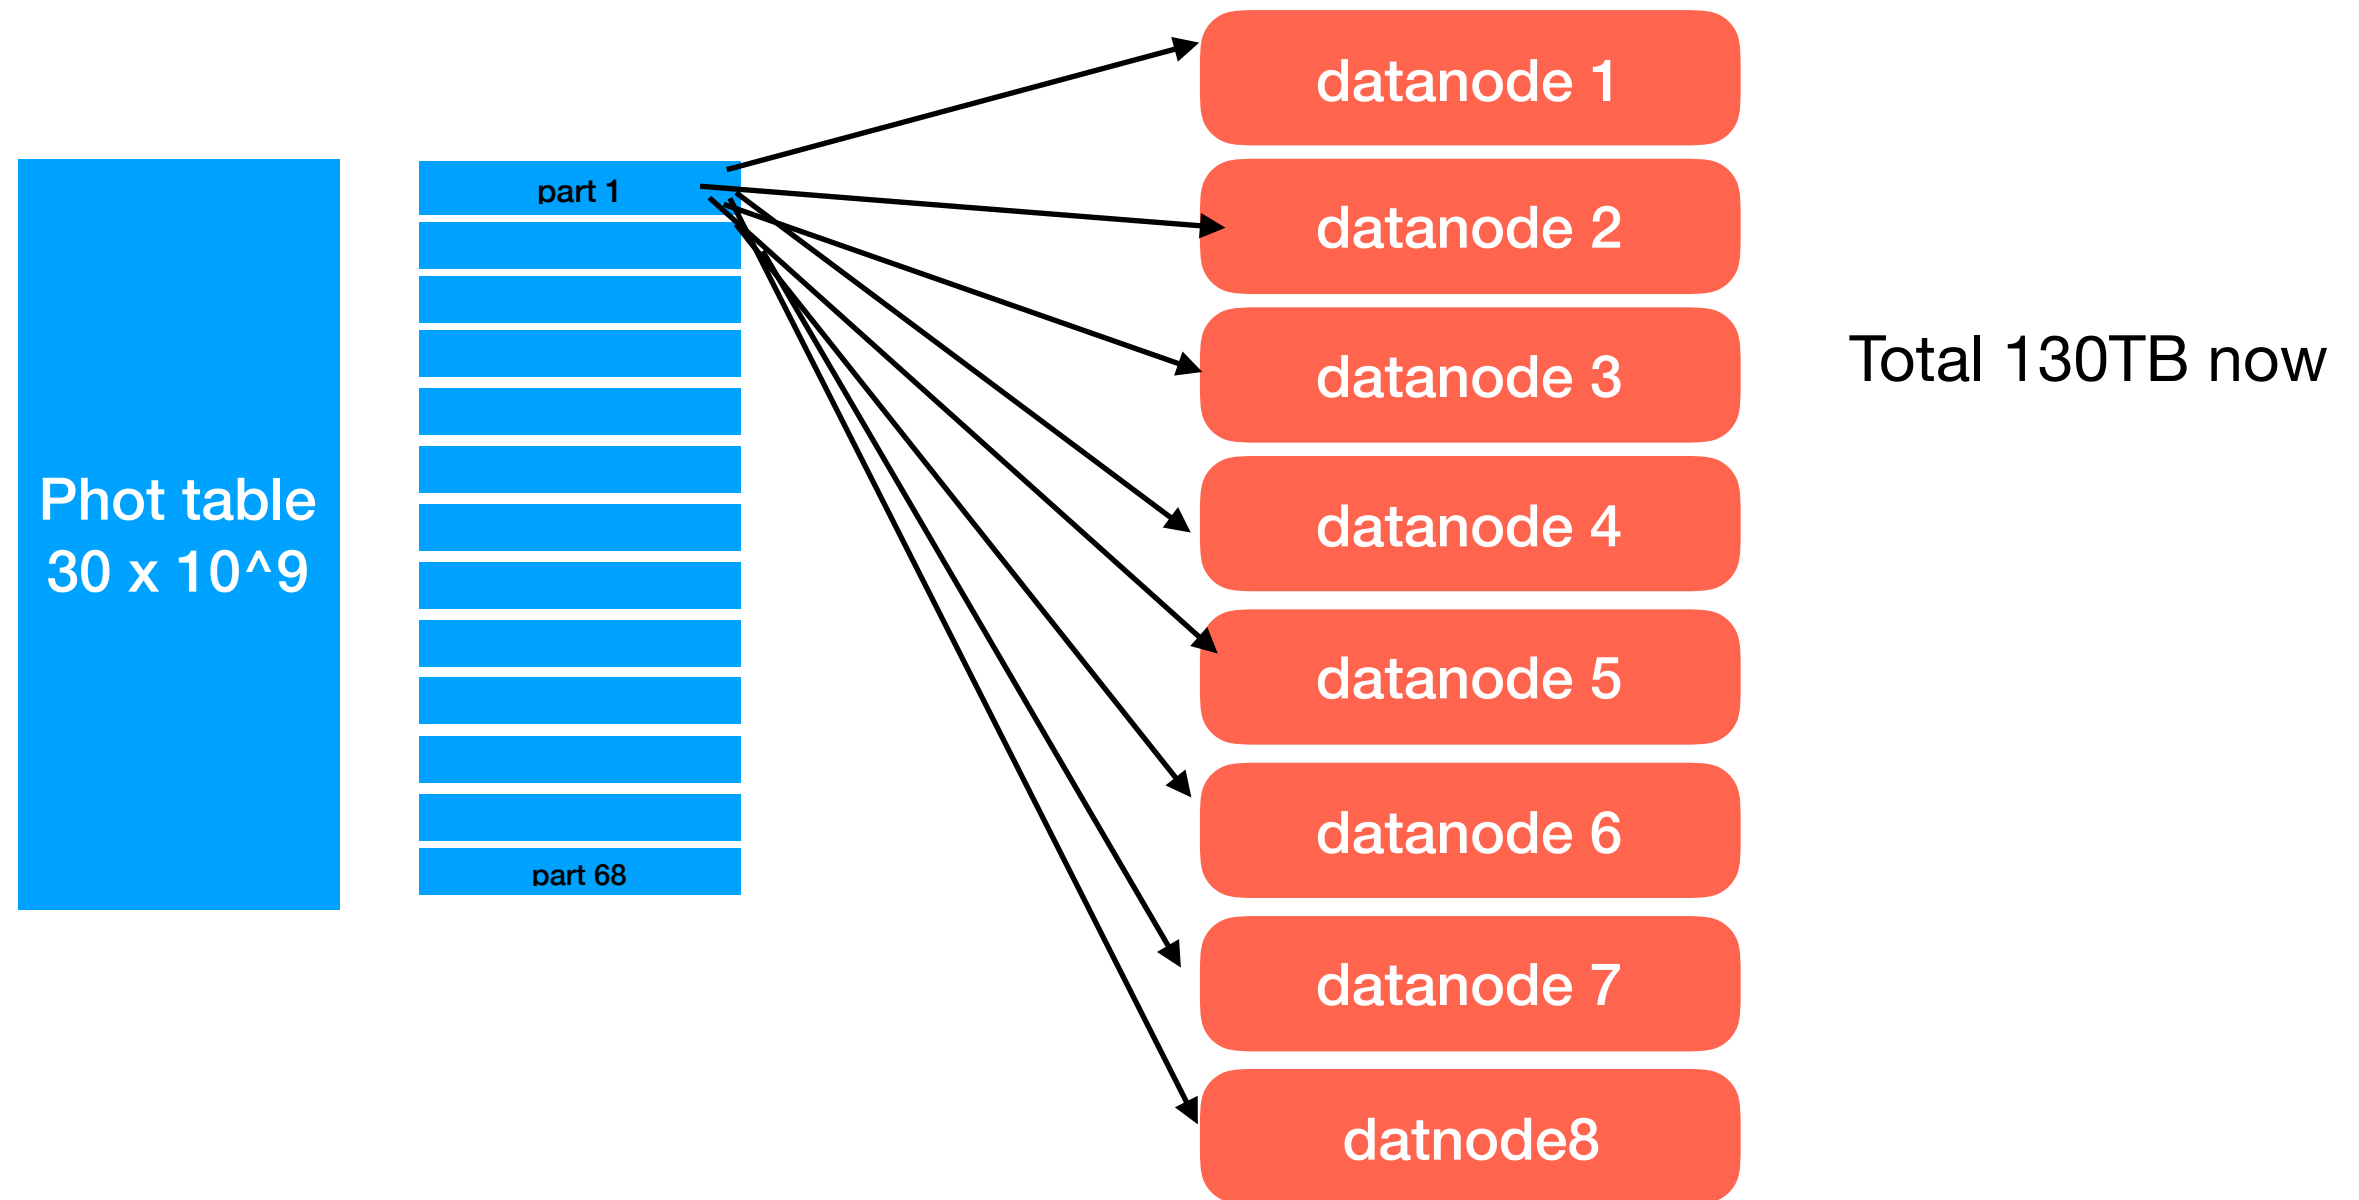 Phot table
30 x 10^9
part 1
part 68
datanode 1
datanode 2
datanode 3
datanode 4
datanode 5
datanode 6
datanode 7
datnode8
Total 130TB now